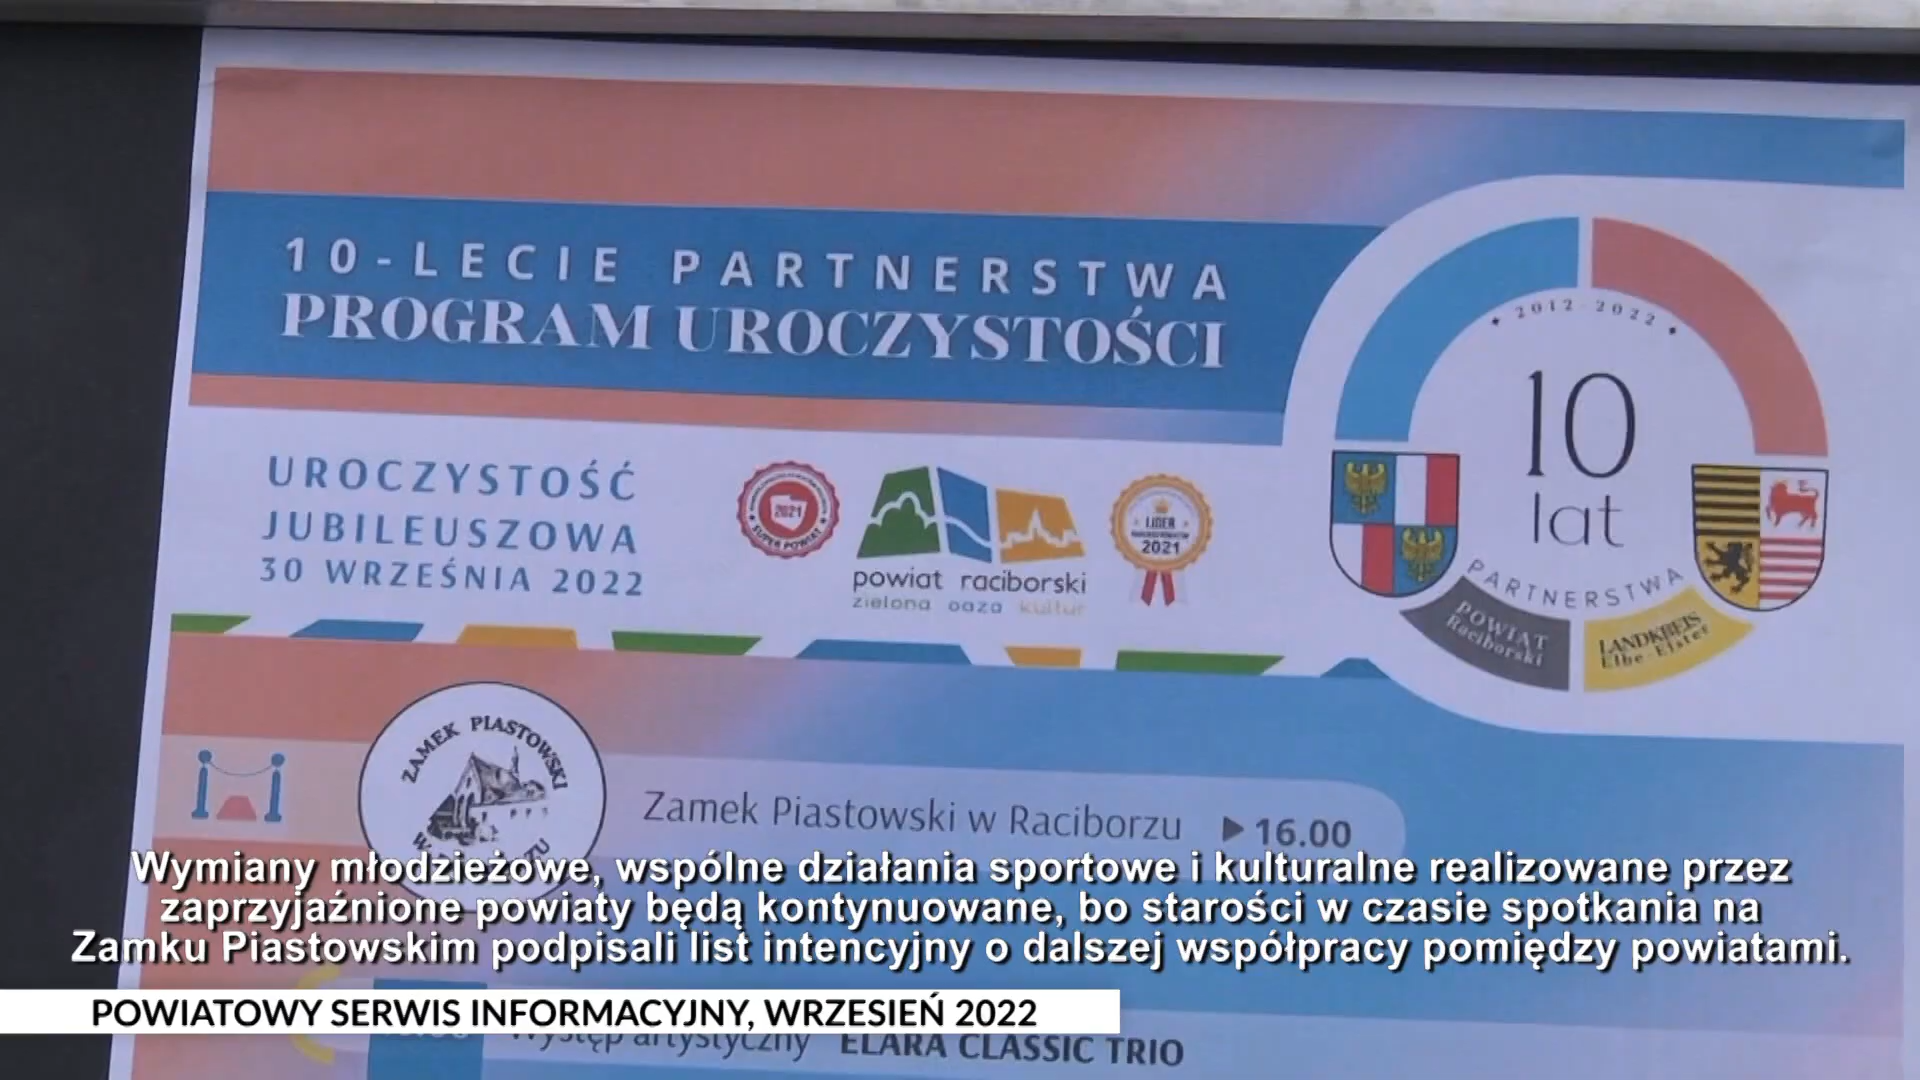 10-LECIE PARTNERSTWA
PROGRAM UROCZYSTOŚCI
2012-2022
10
lat
PARTNERSTWA
POWIAT
Raciborski
LANDKREIS
Elbe-Elster
UROCZYSTOŚĆ
JUBILEUSZOWA
30 WRZEŚNIA 2022
2021
SUPER POWIAT
powiat raciborski
zielona oaza kultur
LIDER
2021
ZAMEK PIASTOWSKI
Zamek Piastowski w Raciborzu ▶ 16.00
Wymiany młodzieżowe, wspólne działania sportowe i kulturalne realizowane przez
zaprzyjaźnione powiaty będą kontynuowane, bo starości w czasie spotkania na
Zamku Piastowskim podpisali list intencyjny o dalszej współpracy pomiędzy powiatami.
POWIATOWY SERWIS INFORMACYJNY, WRZESIEŃ 2022
Występ artystyczny ELARA CLASSIC TRIO